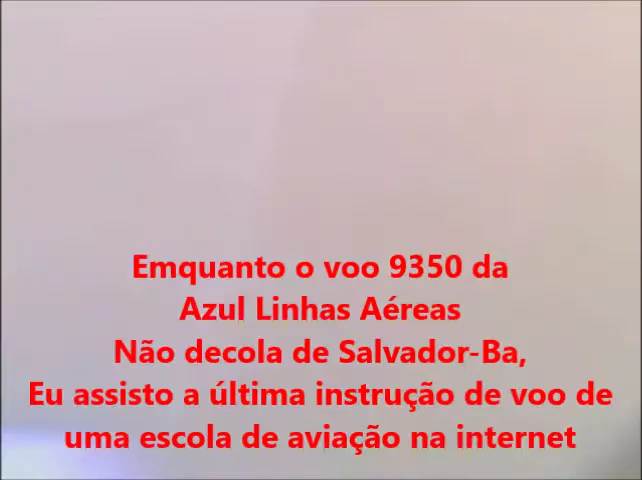 Emquanto o voo 9350 da
Azul Linhas Aéreas
Não decola de Salvador-Ba,
Eu assisto a última instrução de voo de
uma escola de aviação na internet